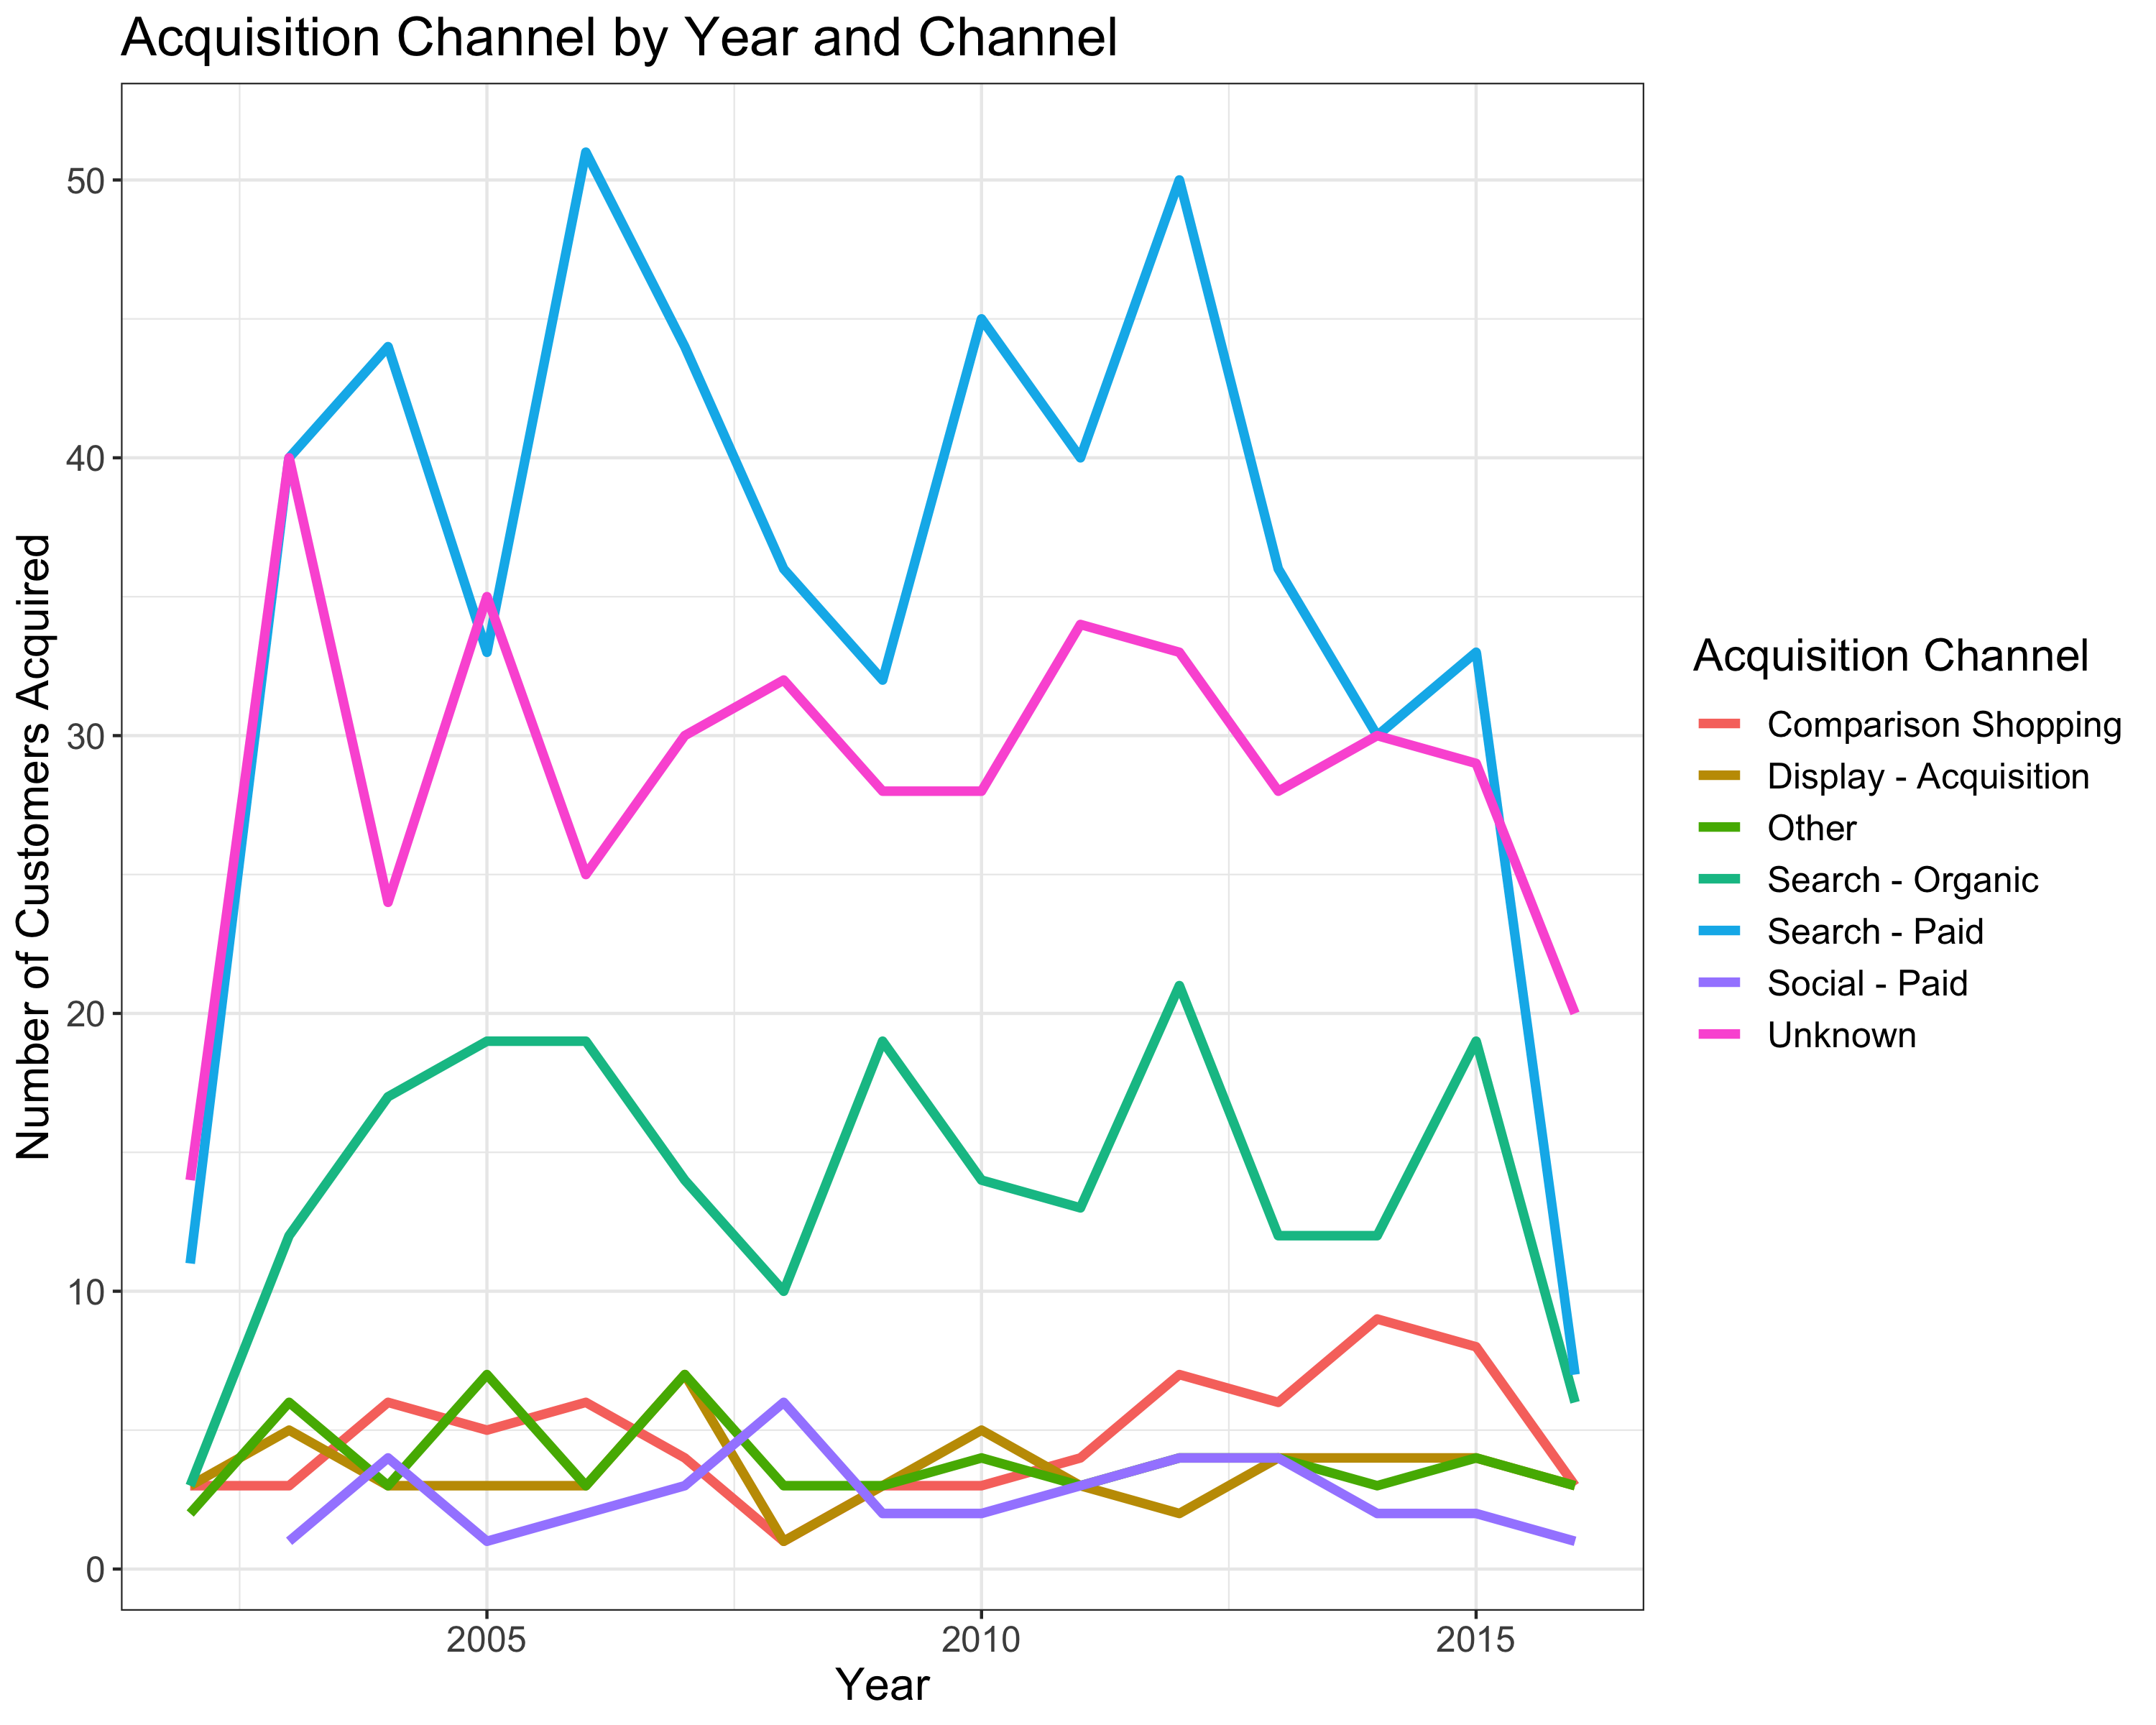 Acquisition Channel by Year and Channel
Number of Customers Acquired
50
40
30
20
10
0
2005
2010
2015
Year
Acquisition Channel
Comparison Shopping
Display - Acquisition
Other
Search - Organic
Search - Paid
Social - Paid
Unknown